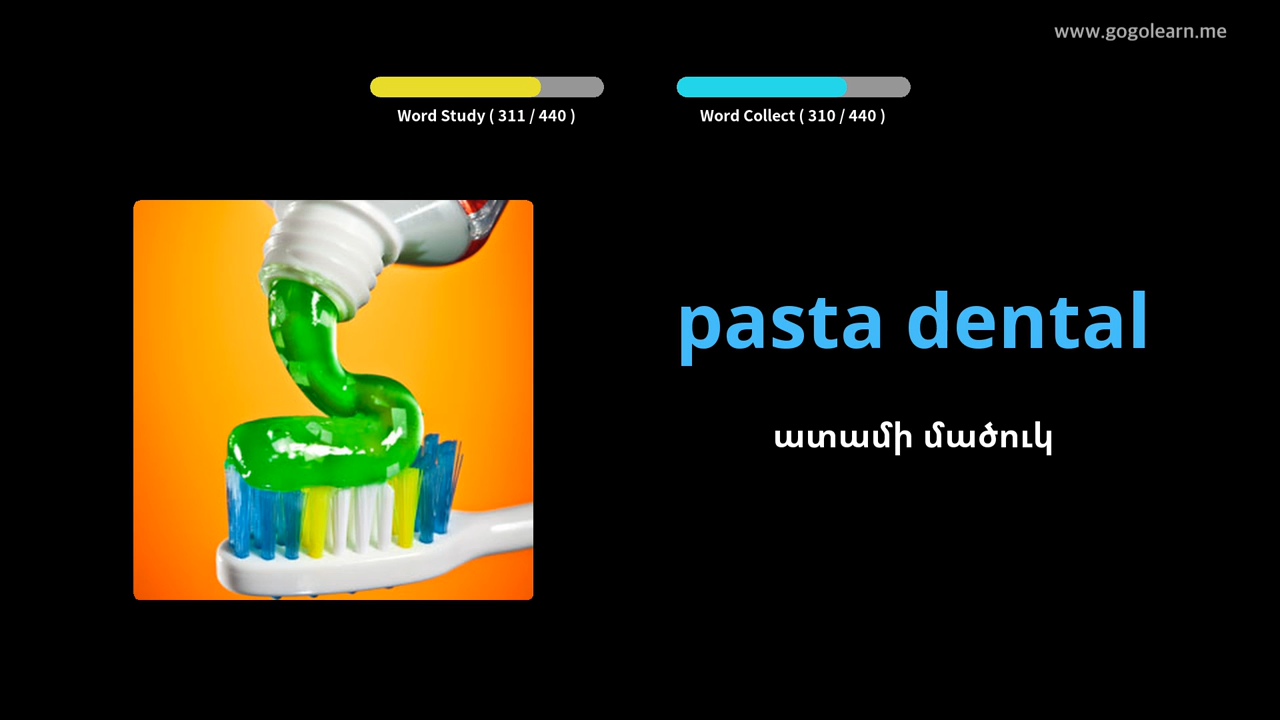 www.gogolearn.me
Word Study ( 311 / 440 )
Word Collect ( 310 / 440 )
pasta dental
ատամի մածուկ